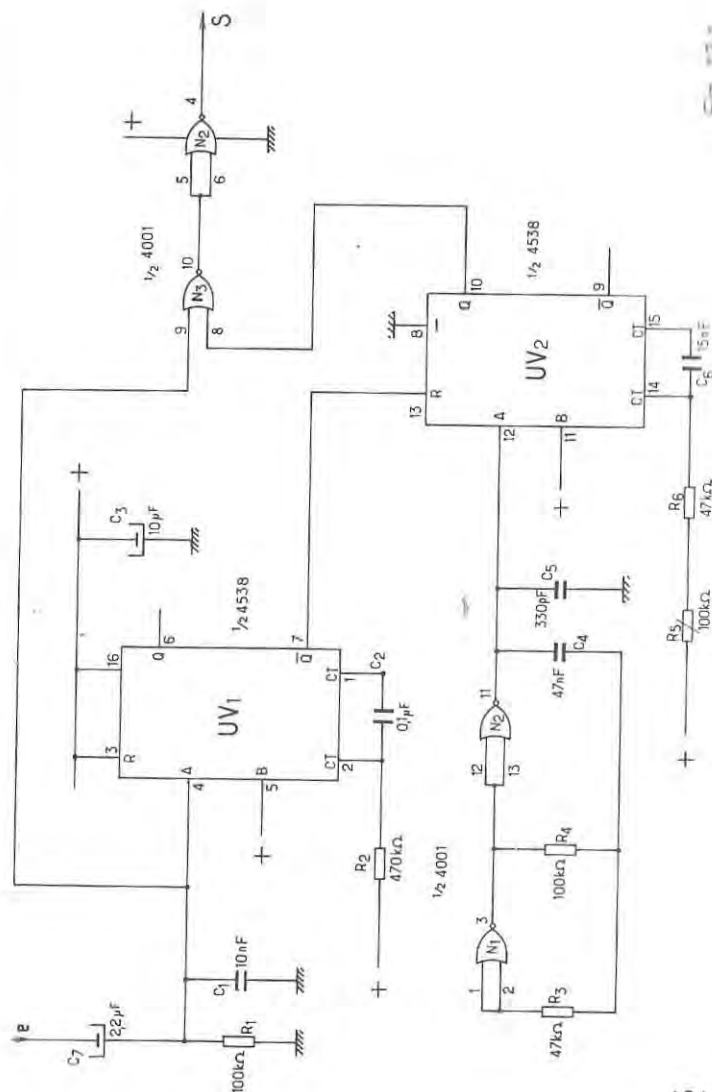 S
4
+
N2
5
6
1/2 4001
10
N3
9
8
+
C3
10µF
3
16
R
UV1
A
4
B
5
+
Q
6
1/2 4538
Q
7
CT
2
CT
1
C2
0,1µF
R2
470kΩ
+
e
C7
2,2µF
R1
100kΩ
C1
10nF
1/2 4538
Q
10
Q
9
8
-
UV2
R
13
A
12
B
11
+
CT
14
CT
15
C6
15nF
R6
47kΩ
R5
100kΩ
+
1/2 4001
1
2
N1
3
R3
47kΩ
R4
100kΩ
12
13
N2
11
C4
47nF
C5
330pF